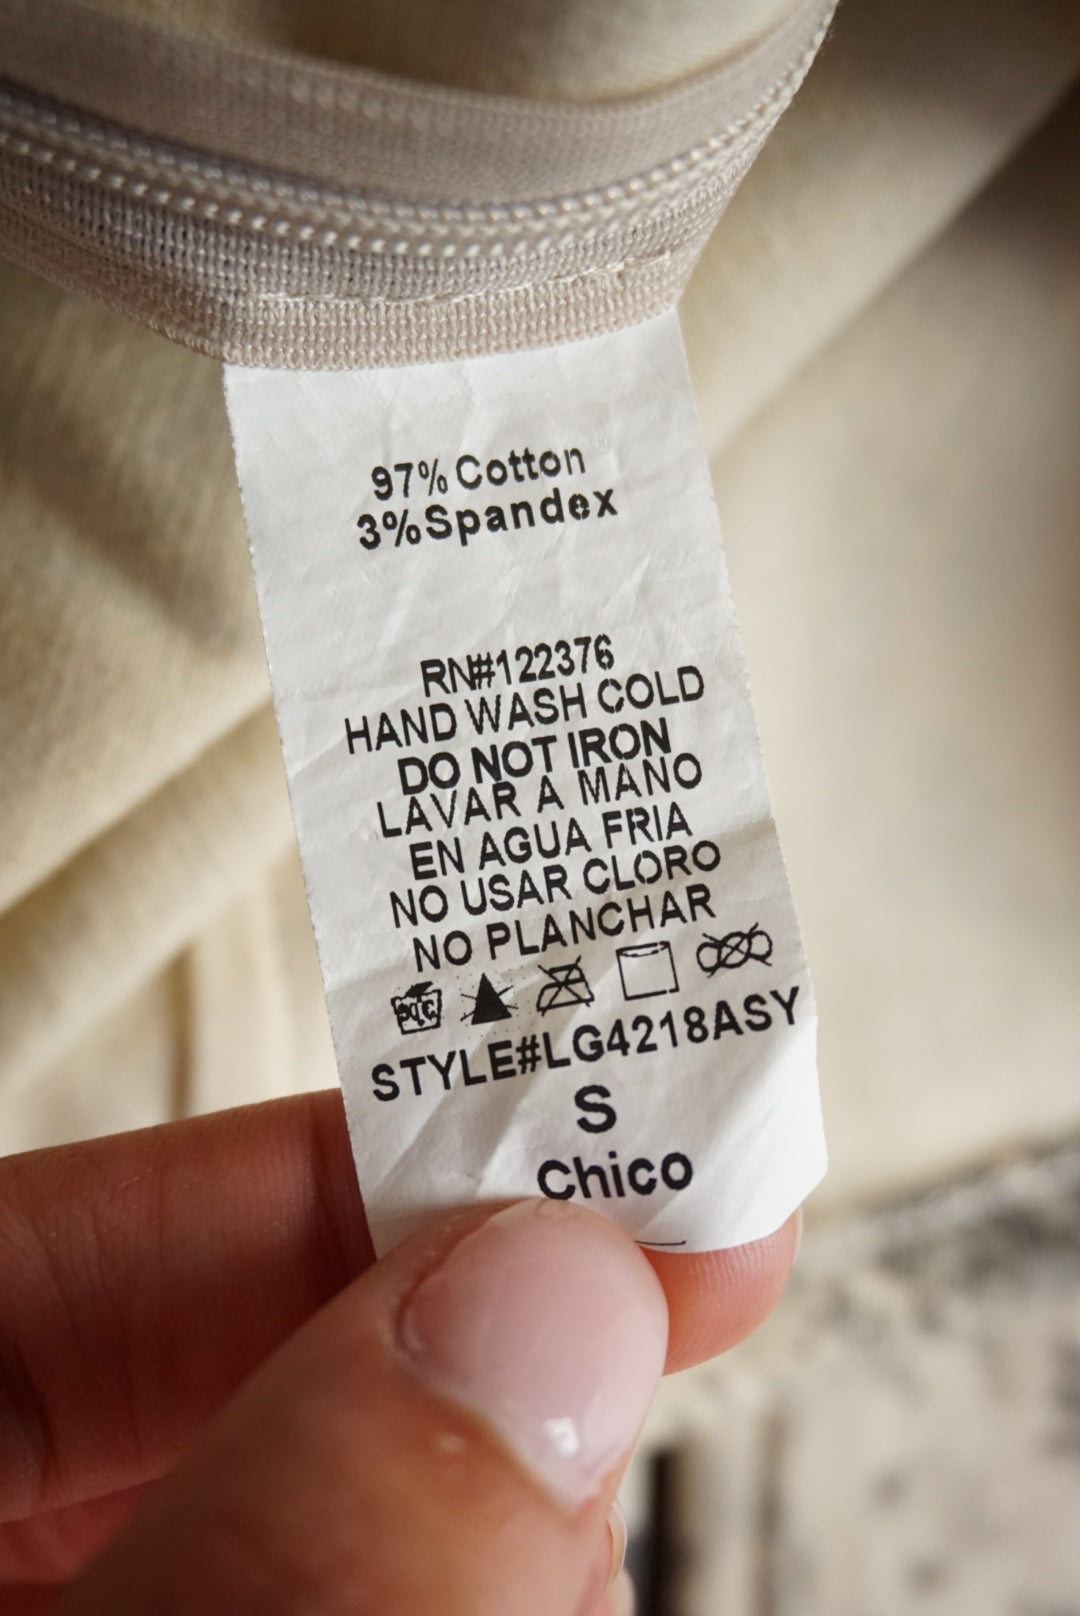 97% Cotton
3% Spandex
RN#122376
HAND WASH COLD
DO NOT IRON
LAVAR A MANO
EN AGUA FRIA
NO USAR CLORO
NO PLANCHAR
STYLE#LG4218ASY
S
Chico